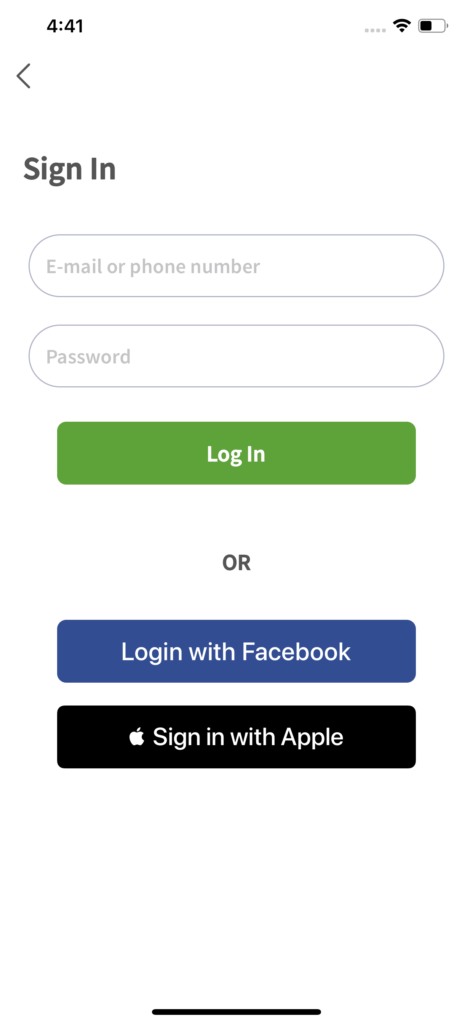 4:41
Sign In
E-mail or phone number
Password
Log In
OR
Login with Facebook
Sign in with Apple